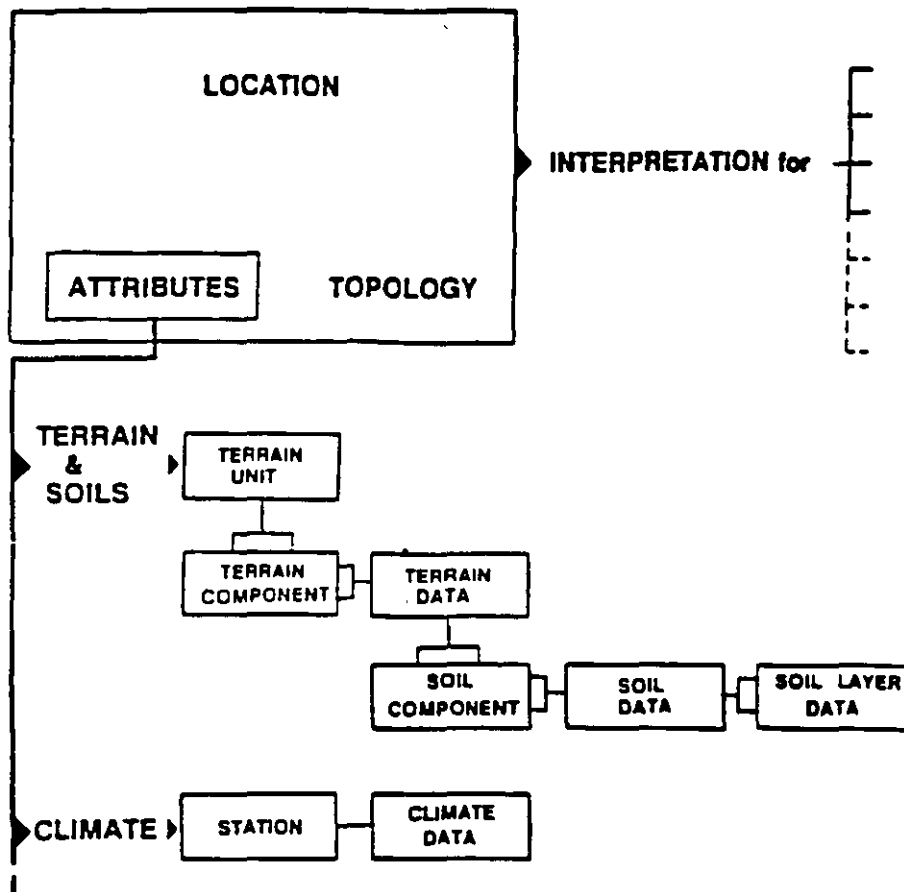 LOCATION
INTERPRETATION for
ATTRIBUTES
TOPOLOGY
TERRAIN
&
SOILS
TERRAIN
UNIT
TERRAIN
COMPONENT
TERRAIN
DATA
SOIL
COMPONENT
SOIL
DATA
SOIL LAYER
DATA
CLIMATE
STATION
CLIMATE
DATA